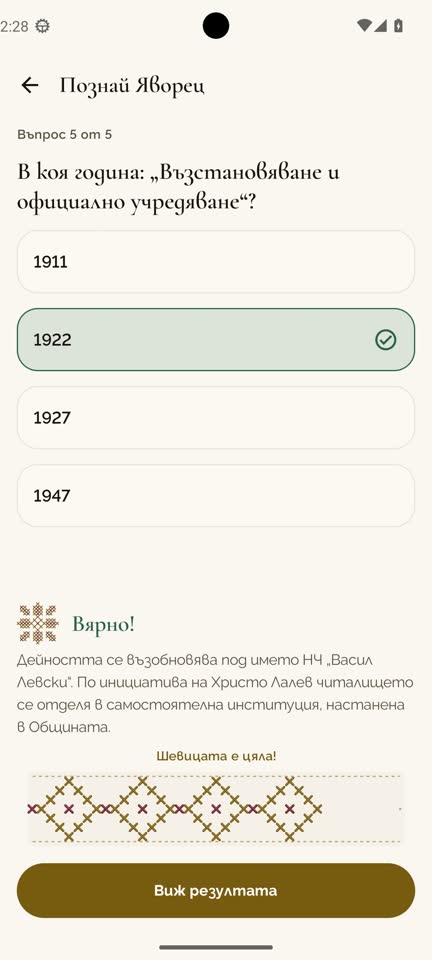 2:28
Познай Яворец
Въпрос 5 от 5
В коя година: „Възстановяване и
официално учредяване“?
1911
1922
1927
1947
Вярно!
Дейността се възобновява под името НЧ „Васил
Левски“. По инициатива на Христо Лалев читалището
се отделя в самостоятелна институция, настанена
в Общината.
Шевицата е цяла!
Виж резултата